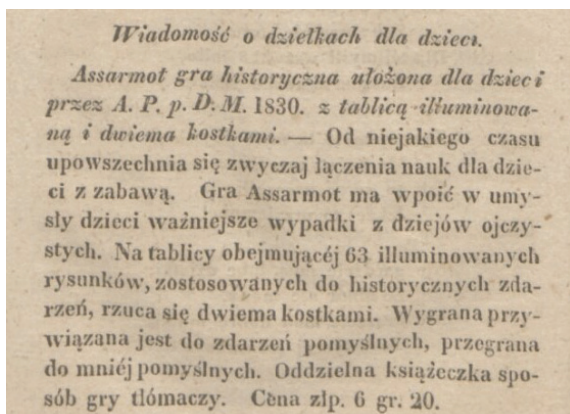 Wiadomość o dziełkach dla dzieci.
Assarmot gra historyczna ułożona dla dzieci
przez A. P. p. D. M. 1830. z tablicą illuminowa-
ną i dwiema kostkami. — Od niejakiego czasu
upowszechnia się zwyczaj łączenia nauk dla dzie-
ci z zabawą. Gra Assarmot ma wpoić w umy-
sły dzieci ważniejsze wypadki z dziejów ojczy-
stych. Na tablicy obejmującéj 63 illuminowanych
rysunków, zostosowanych do historycznych zda-
rzeń, rzuca się dwiema kostkami. Wygrana przy-
wiązana jest do zdarzeń pomyślnych, przegrana
do mniéj pomyślnych. Oddzielna książeczka spo-
sób gry tłómaczy. Cena złp. 6 gr. 20.